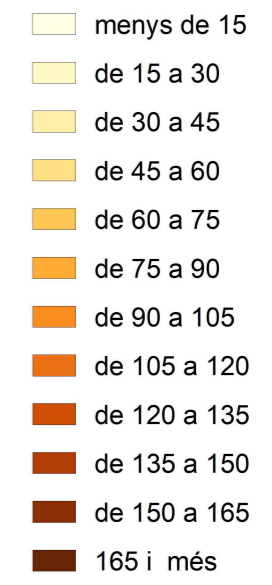 menys de 15
de 15 a 30
de 30 a 45
de 45 a 60
de 60 a 75
de 75 a 90
de 90 a 105
de 105 a 120
de 120 a 135
de 135 a 150
de 150 a 165
165 i  més